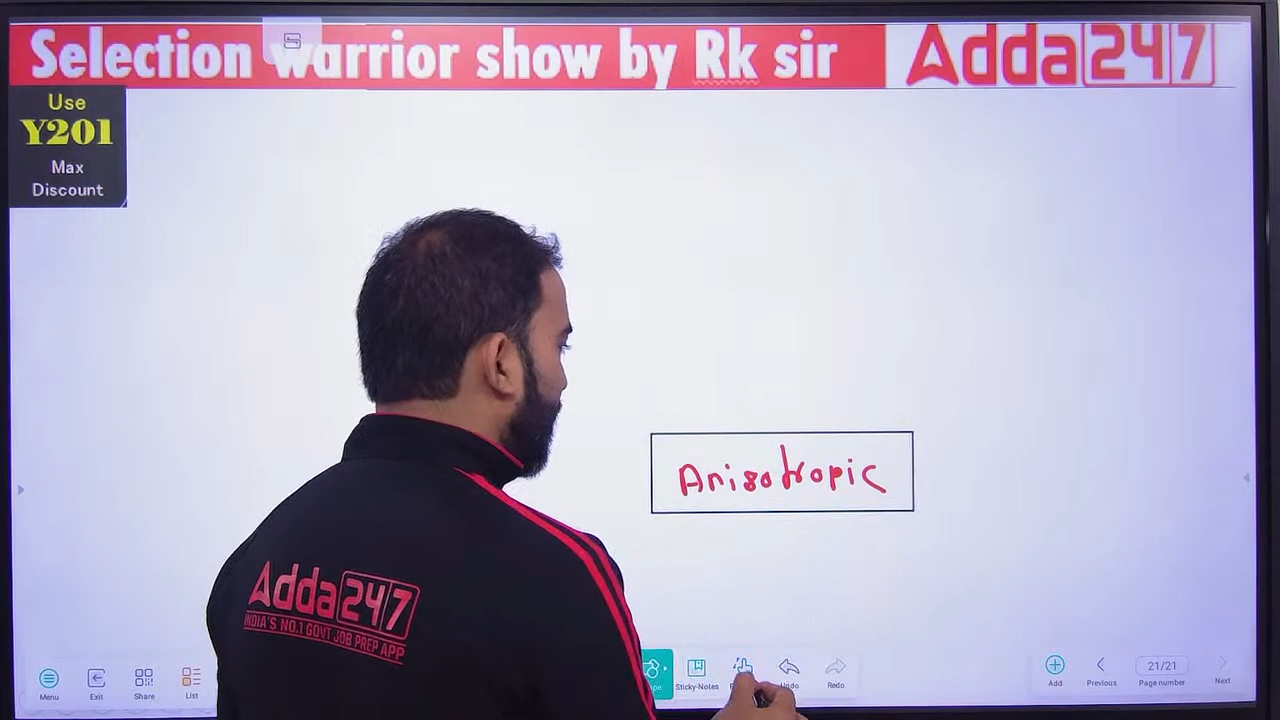 Selection warrior show by Rk sir
Adda247
Use
Y201
Max
Discount
Anisotropic
Adda247
INDIA'S NO.1 GOVT JOB PREP APP
Menu
Exit
Share
List
Sticky-Notes
Undo
Redo
Add
Previous
21/21
Page number
Next